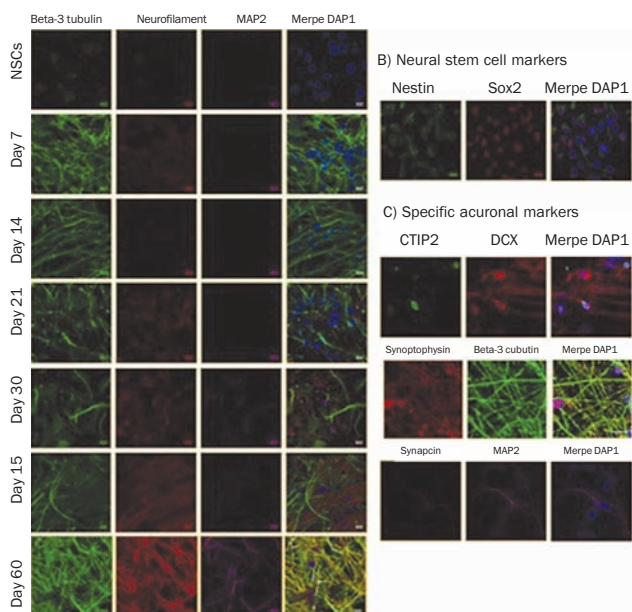 Beta-3 tubulin Neurofilament MAP2 Merpe DAP1
NSCs
Day 7
Day 14
Day 21
Day 30
Day 15
Day 60
B) Neural stem cell markers
Nestin Sox2 Merpe DAP1
C) Specific acuronal markers
CTIP2 DCX Merpe DAP1
Synoptophysin Beta-3 cubutin Merpe DAP1
Synapcin MAP2 Merpe DAP1